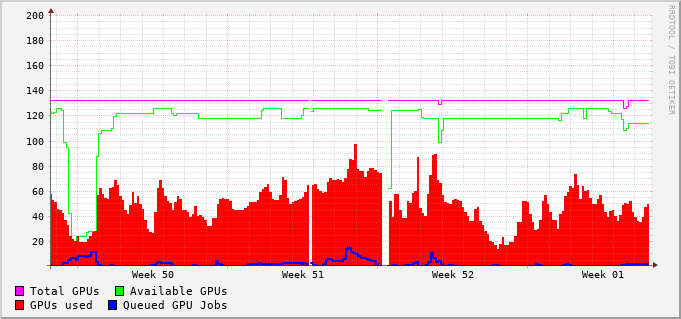 200
180
160
140
120
100
80
60
40
20
Week 50 Week 51 Week 52 Week 01
Total GPUs Available GPUs
GPUs used Queued GPU Jobs
RRDTOOL / TOBI OETIKER